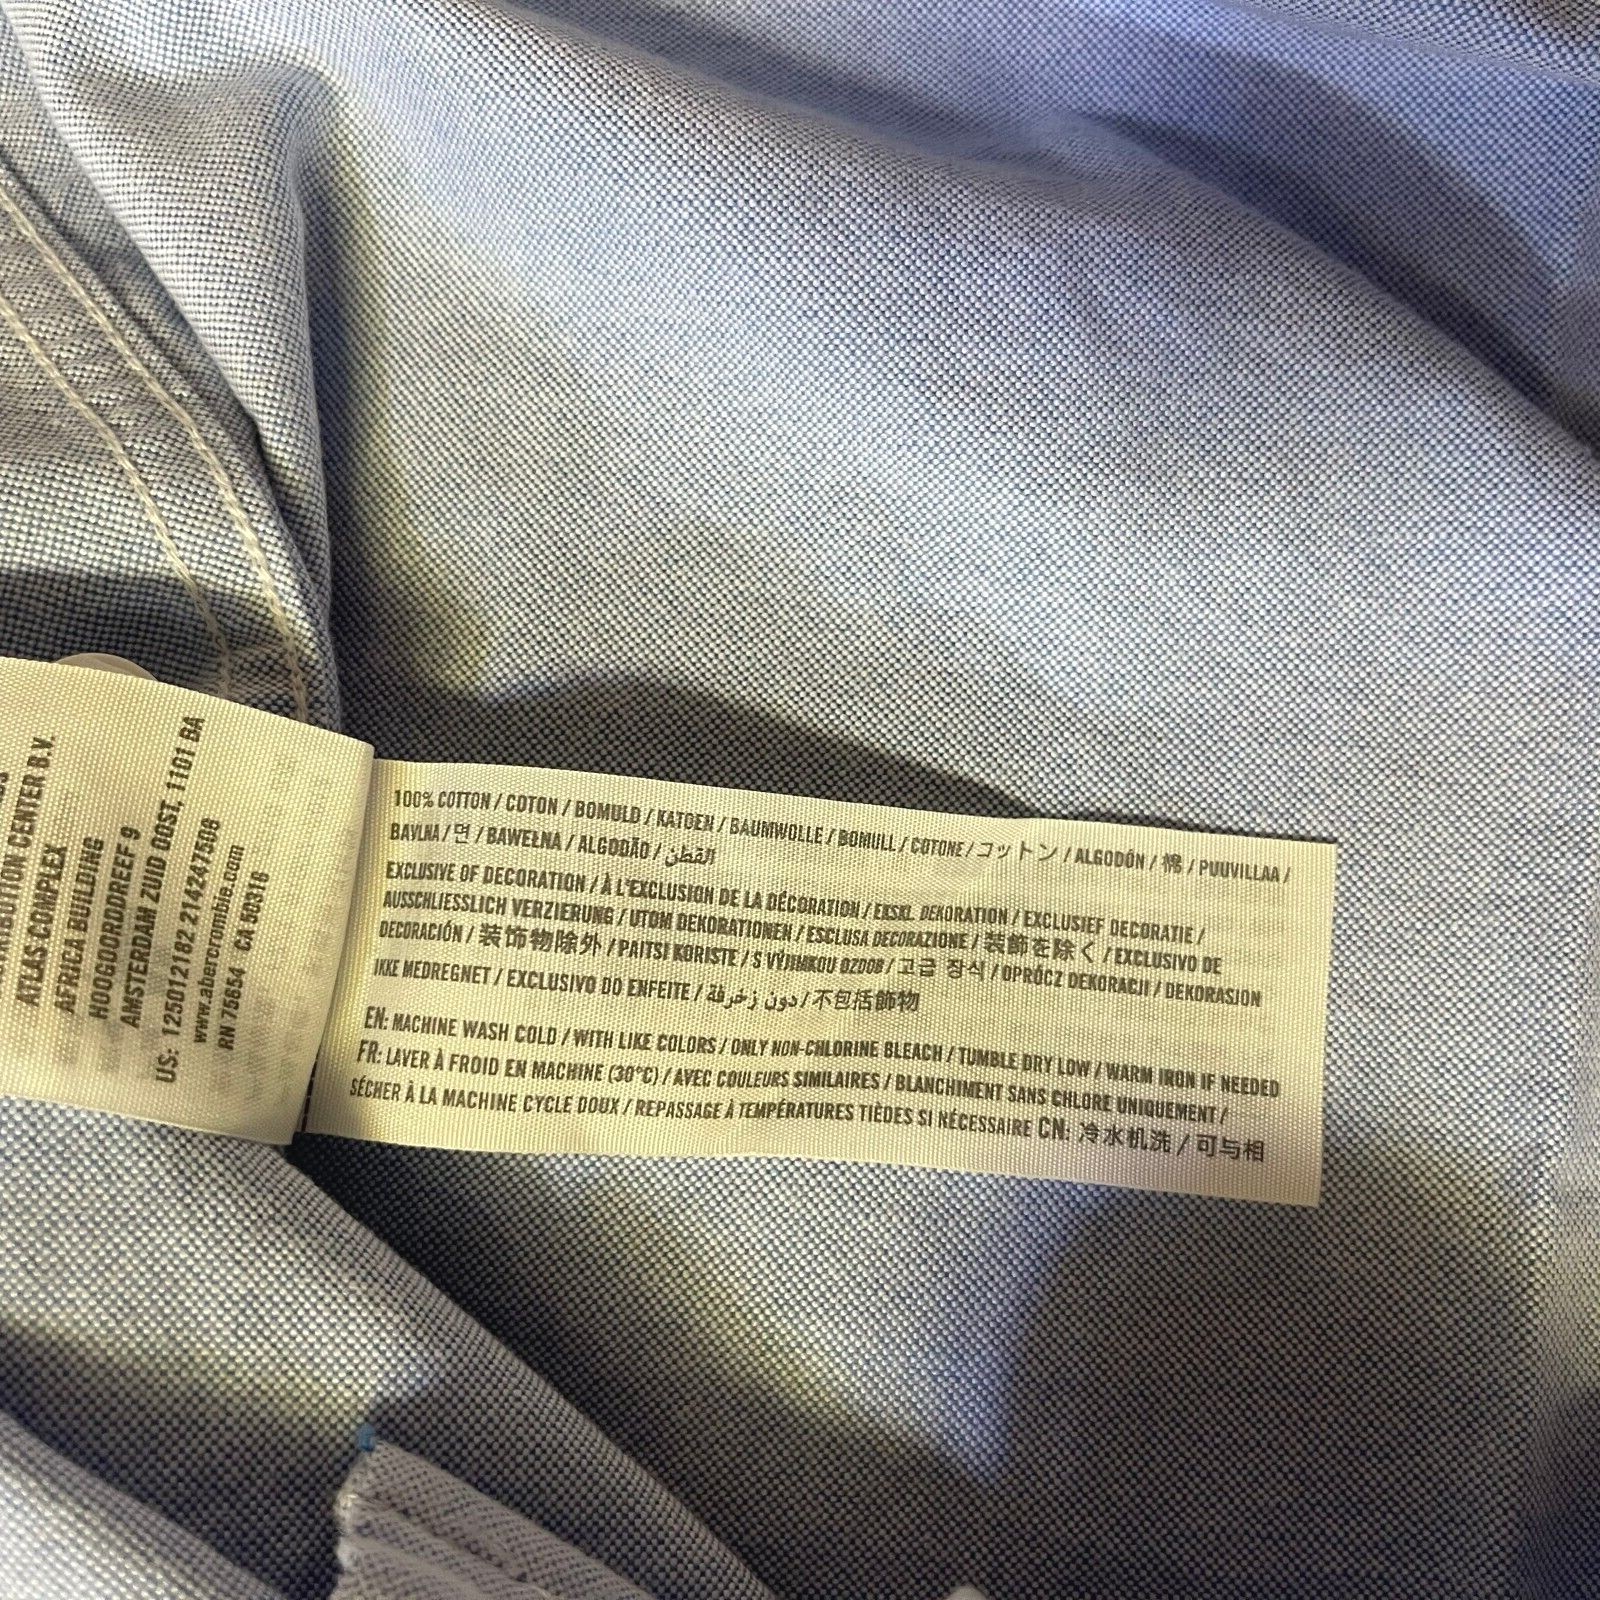 TRIBUTION CENTER B.V.
ATLAS COMPLEX
AFRICA BUILDING
HOOGOORDDREEF 9
AMSTERDAM ZUID OOST, 1101 BA
US: 125012182 214247508
www.abercrombie.com
RN 75654 CA 50316
100% COTTON / COTON / BOMULD / KATOEN / BAUMWOLLE / BOMULL / COTONE / コットン / ALGODÓN / 棉 / PUUVILLAA /
BAVLNA / 면 / BAWEŁNA / ALGODÃO / القطن
EXCLUSIVE OF DECORATION / À L'EXCLUSION DE LA DÉCORATION / EKSKL. DEKORATION / EXCLUSIEF DECORATIE /
AUSSCHLIESSLICH VERZIERUNG / UTOM DEKORATIONEN / ESCLUSA DECORAZIONE / 装飾を除く / EXCLUSIVO DE
DECORACIÓN / 装饰物除外 / PAITSI KORISTE / S VÝJIMKOU OZDOB / 고급 장식 / OPRÓCZ DEKORACJI / DEKORASJON
IKKE MEDREGNET / EXCLUSIVO DO ENFEITE / دون زخرفة / 不包括飾物
EN: MACHINE WASH COLD / WITH LIKE COLORS / ONLY NON-CHLORINE BLEACH / TUMBLE DRY LOW / WARM IRON IF NEEDED
FR: LAVER À FROID EN MACHINE (30°C) / AVEC COULEURS SIMILAIRES / BLANCHIMENT SANS CHLORE UNIQUEMENT /
SÉCHER À LA MACHINE CYCLE DOUX / REPASSAGE À TEMPÉRATURES TIÈDES SI NÉCESSAIRE CN: 冷水机洗 / 可与相